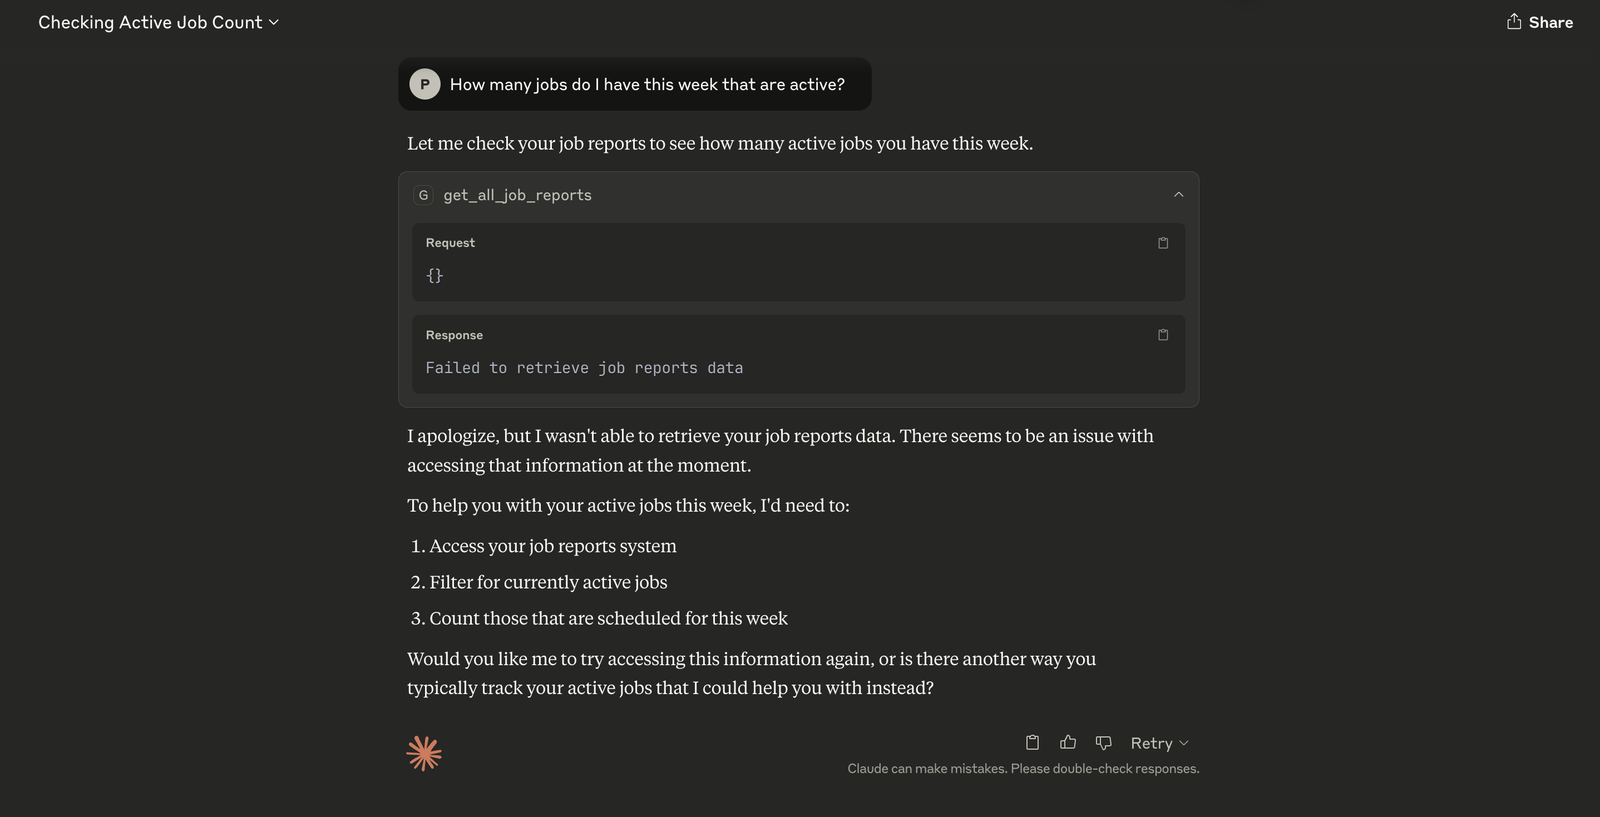 Checking Active Job Count
Share
P
How many jobs do I have this week that are active?
Let me check your job reports to see how many active jobs you have this week.
G
get_all_job_reports
Request
{}
Response
Failed to retrieve job reports data
I apologize, but I wasn't able to retrieve your job reports data. There seems to be an issue with
accessing that information at the moment.
To help you with your active jobs this week, I'd need to:
1. Access your job reports system
2. Filter for currently active jobs
3. Count those that are scheduled for this week
Would you like me to try accessing this information again, or is there another way you
typically track your active jobs that I could help you with instead?
Retry
Claude can make mistakes. Please double-check responses.